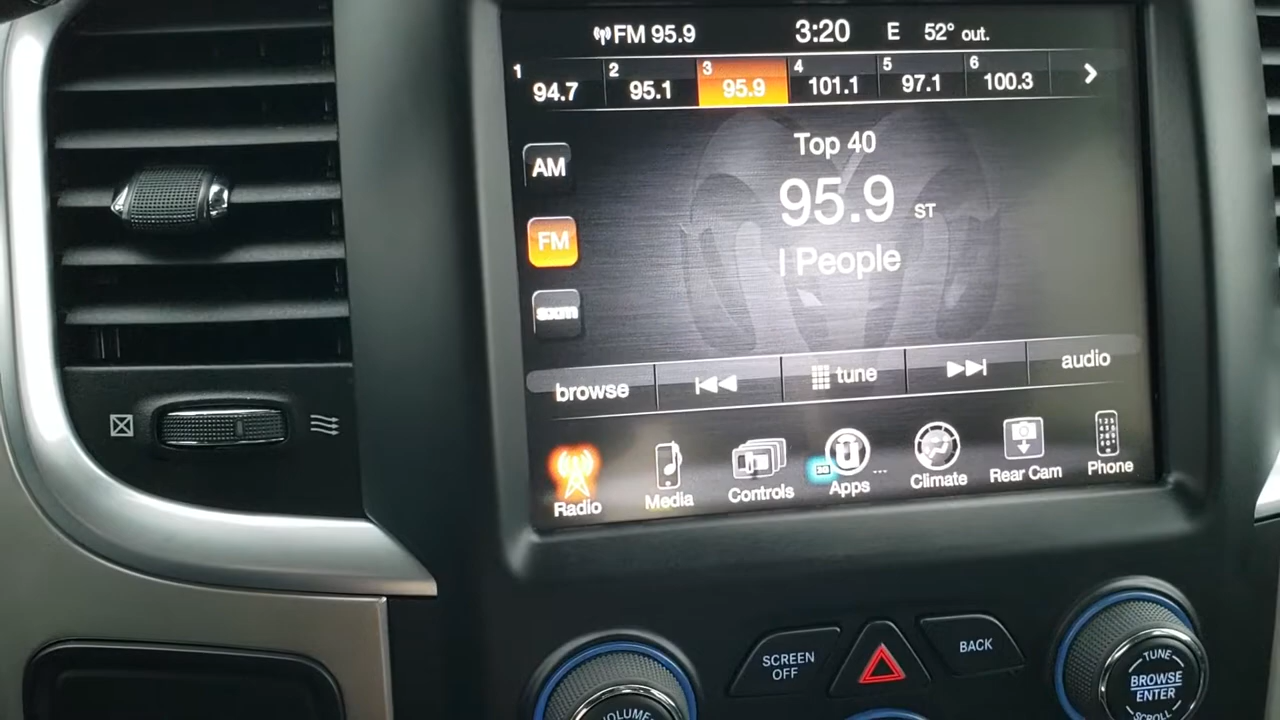 FM 95.9 3:20 E 52° out.
1 94.7 2 95.1 3 95.9 4 101.1 5 97.1 6 100.3
Top 40
AM
95.9 ST
FM
I People
sxm
browse tune audio
Radio Media Controls Apps ... Climate Rear Cam Phone
SCREEN OFF
BACK
VOLUME
TUNE
BROWSE
ENTER
SCROLL